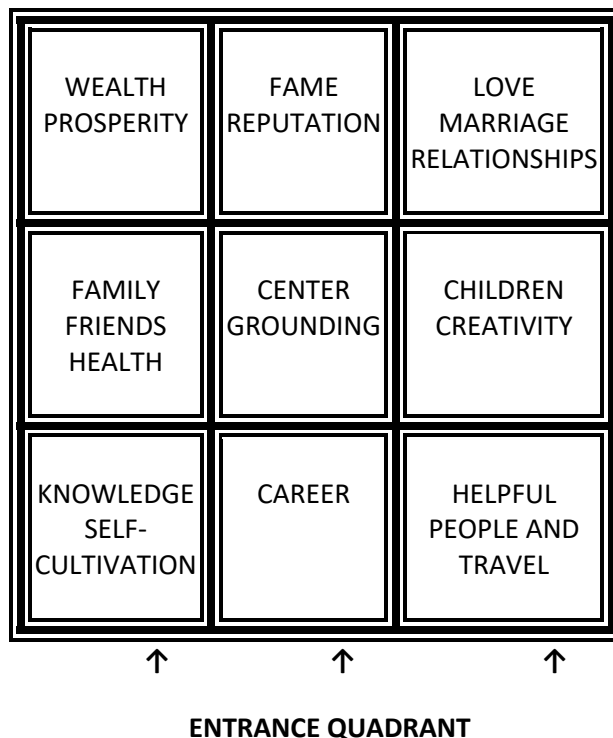 WEALTH
PROSPERITY
FAME
REPUTATION
LOVE
MARRIAGE
RELATIONSHIPS
FAMILY
FRIENDS
HEALTH
CENTER
GROUNDING
CHILDREN
CREATIVITY
KNOWLEDGE
SELF-
CULTIVATION
CAREER
HELPFUL
PEOPLE AND
TRAVEL
↑ ↑ ↑
ENTRANCE QUADRANT